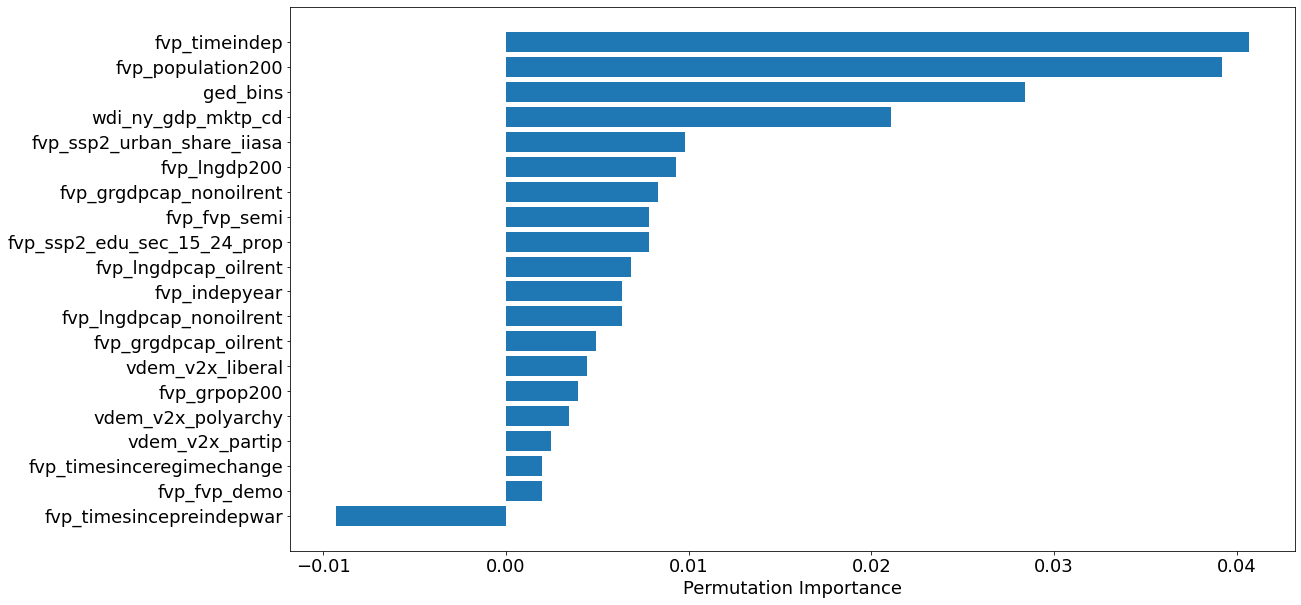 fvp_timeindep
fvp_population200
ged_bins
wdi_ny_gdp_mktp_cd
fvp_ssp2_urban_share_iiasa
fvp_lngdp200
fvp_grgdpcap_nonoilrent
fvp_fvp_semi
fvp_ssp2_edu_sec_15_24_prop
fvp_lngdpcap_oilrent
fvp_indepyear
fvp_lngdpcap_nonoilrent
fvp_grgdpcap_oilrent
vdem_v2x_liberal
fvp_grpop200
vdem_v2x_polyarchy
vdem_v2x_partip
fvp_timesinceregimechange
fvp_fvp_demo
fvp_timesincepreindepwar
−0.01 0.00 0.01 0.02 0.03 0.04
Permutation Importance